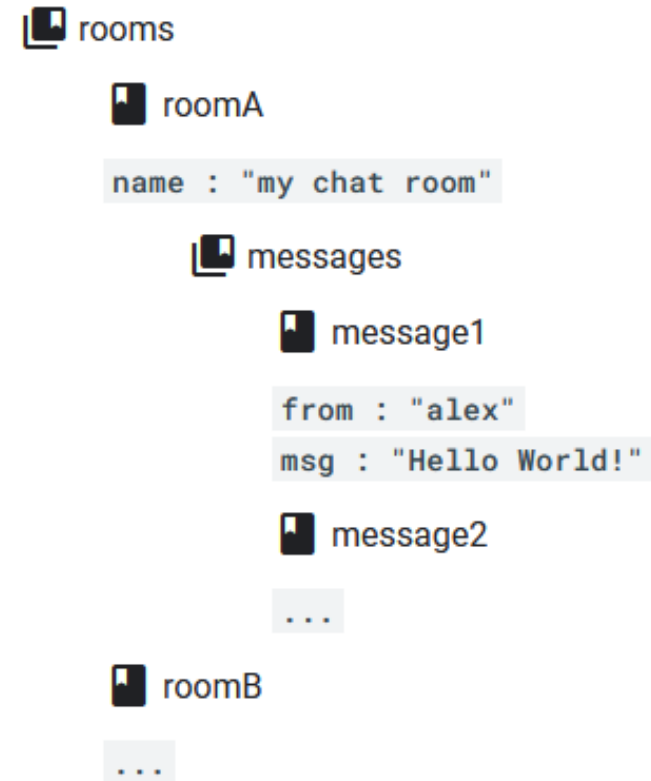 rooms
roomA
name : "my chat room"
messages
message1
from : "alex"
msg : "Hello World!"
message2
...
roomB
...